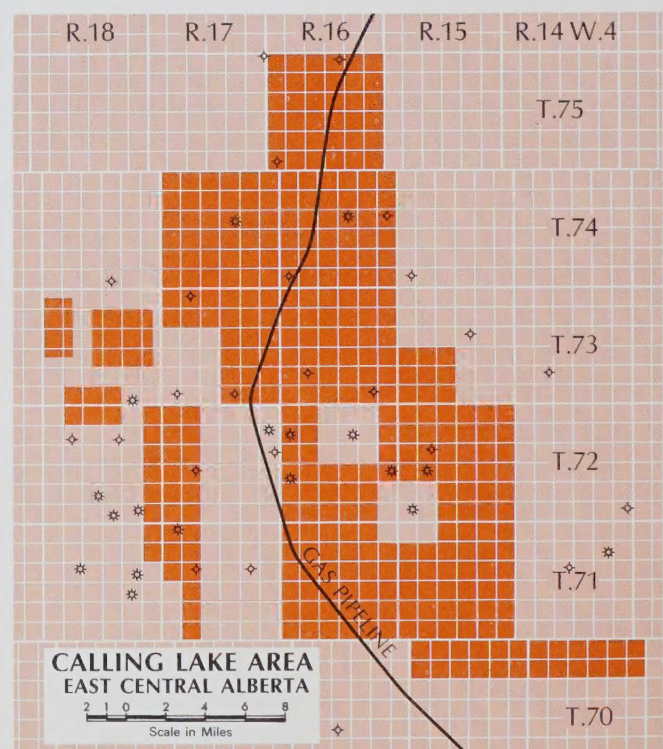 R.18 R.17 R.16 R.15 R.14 W.4
T.75
T.74
T.73
T.72
T.71
GAS PIPELINE
CALLING LAKE AREA
EAST CENTRAL ALBERTA
2 1 0 2 4 6 8
Scale in Miles
T.70